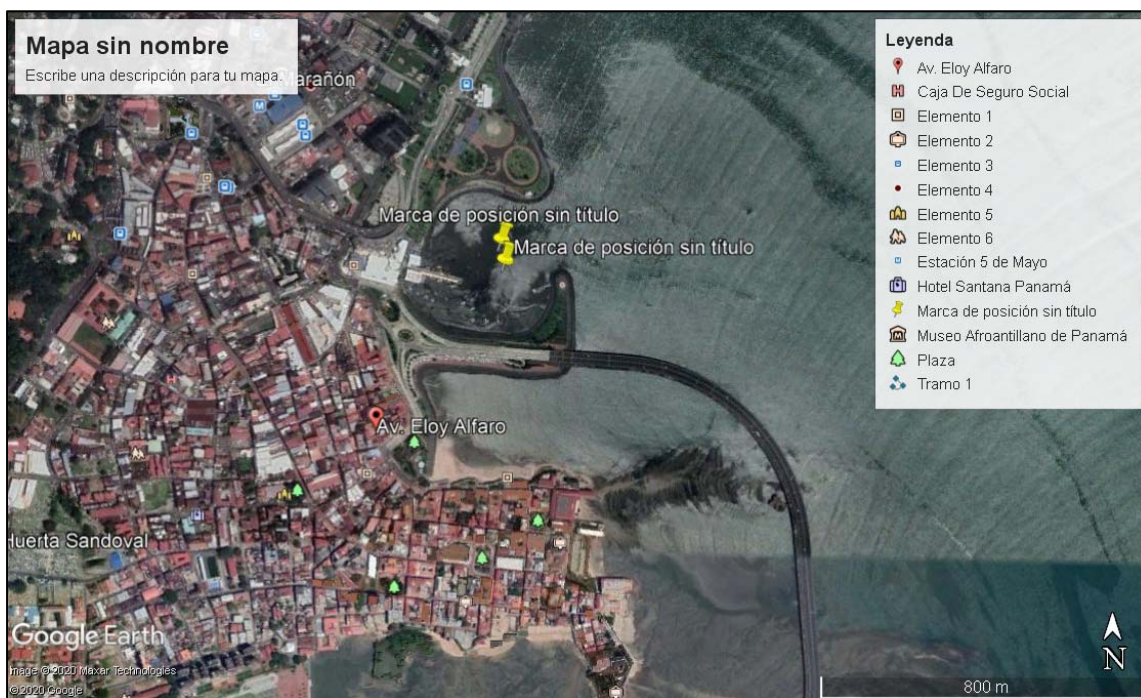 Mapa sin nombre
Escribe una descripción para tu mapa.
Marañón
Marca de posición sin título
Marca de posición sin título
Av. Eloy Alfaro
Huerta Sandoval
Google Earth
Image © 2020 Maxar Technologies
© 2020 Google
Leyenda
Av. Eloy Alfaro
Caja De Seguro Social
Elemento 1
Elemento 2
Elemento 3
Elemento 4
Elemento 5
Elemento 6
Estación 5 de Mayo
Hotel Santana Panamá
Marca de posición sin título
Museo Afroantillano de Panamá
Plaza
Tramo 1
N
800 m